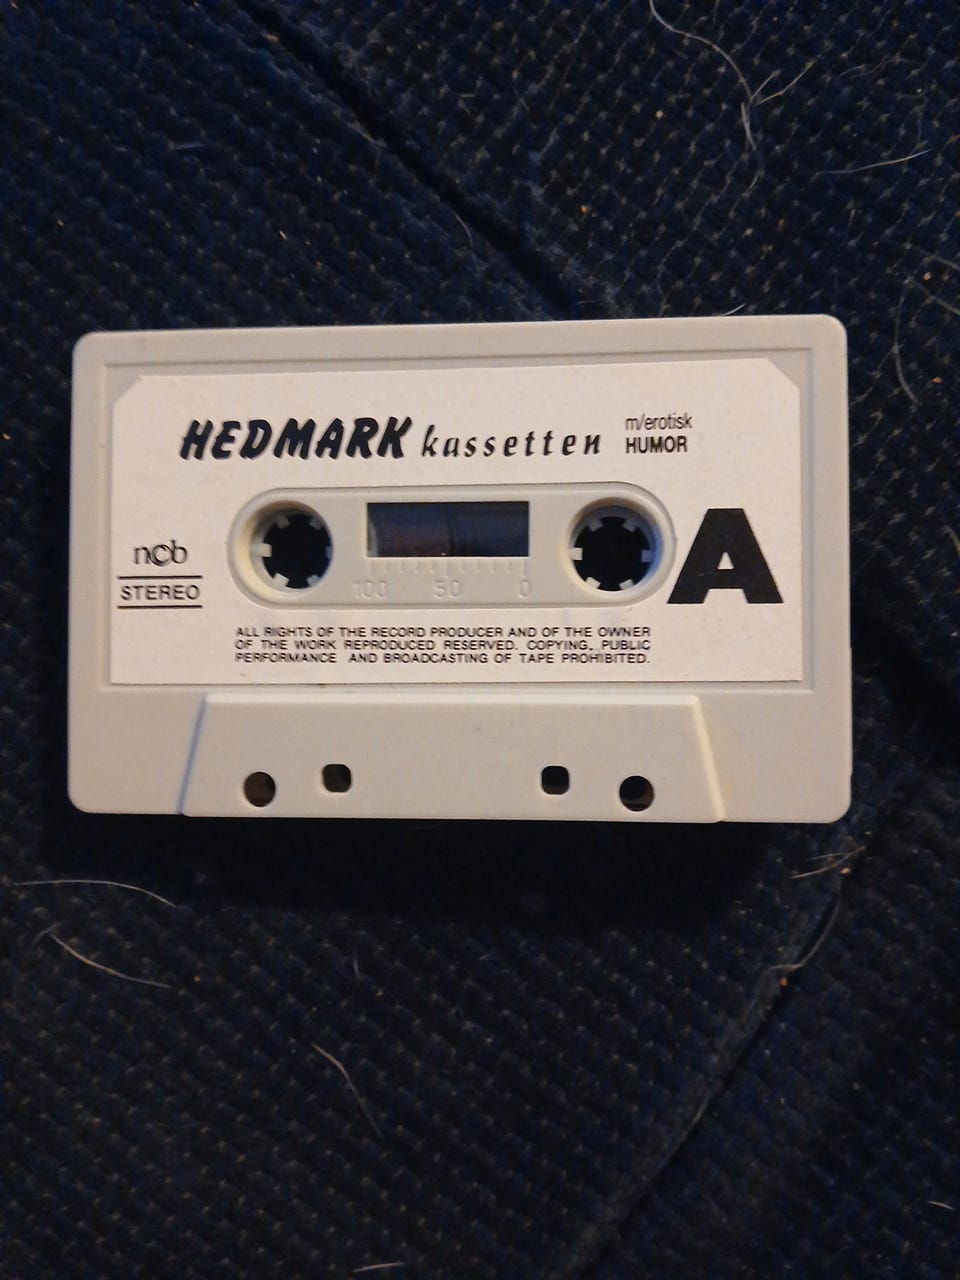 HEDMARK kassetten
m/erotisk
HUMOR
ncb
STEREO
A
100 50 0
ALL RIGHTS OF THE RECORD PRODUCER AND OF THE OWNER
OF THE WORK REPRODUCED RESERVED. COPYING, PUBLIC
PERFORMANCE AND BROADCASTING OF TAPE PROHIBITED.